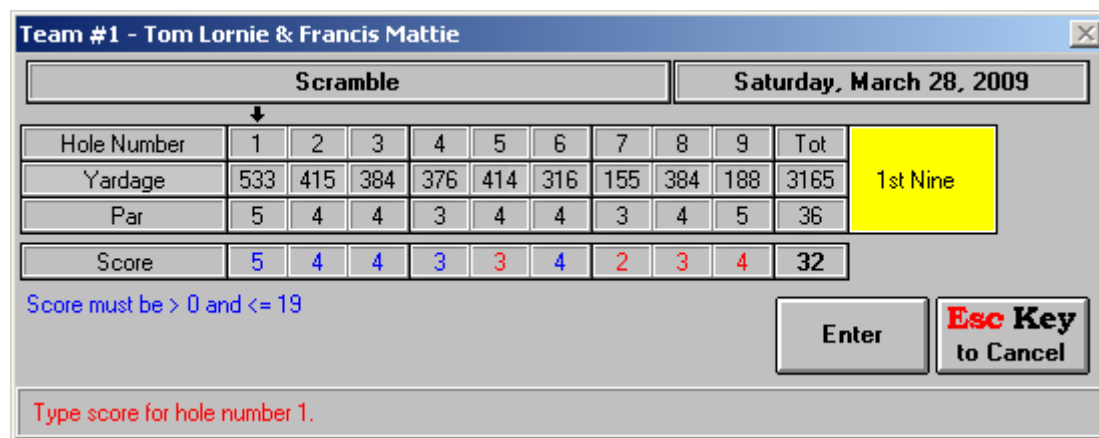 Team #1 - Tom Lornie & Francis Mattie
Scramble Saturday, March 28, 2009
Hole Number 1 2 3 4 5 6 7 8 9 Tot
Yardage 533 415 384 376 414 316 155 384 188 3165 1st Nine
Par 5 4 4 3 4 4 3 4 5 36
Score 5 4 4 3 3 4 2 3 4 32
Score must be > 0 and <= 19
Enter
Esc Key
to Cancel
Type score for hole number 1.